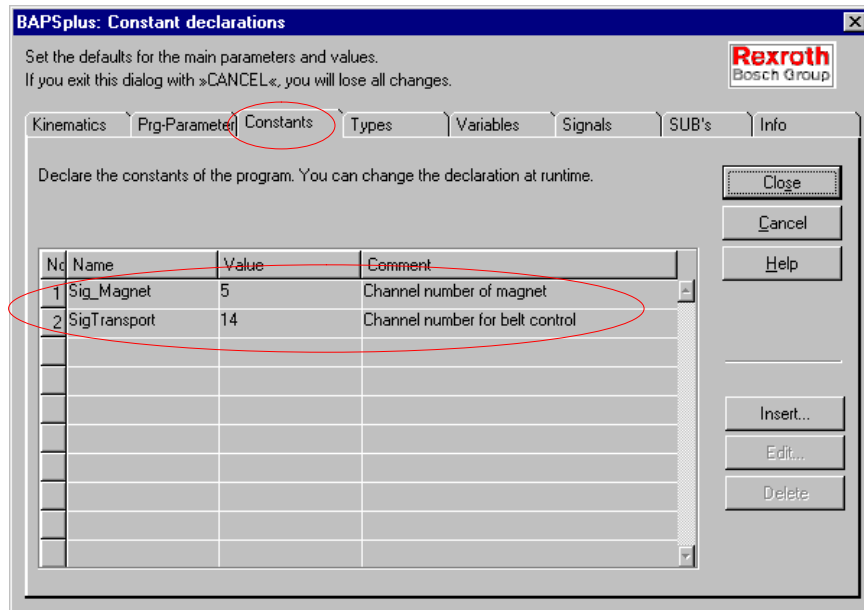 BAPSplus: Constant declarations
Set the defaults for the main parameters and values.
If you exit this dialog with »CANCEL«, you will lose all changes.
Rexroth
Bosch Group
Kinematics Prg-Parameter Constants Types Variables Signals SUB's Info
Declare the constants of the program. You can change the declaration at runtime.
Close
Cancel
Help
No Name Value Comment
1 Sig_Magnet 5 Channel number of magnet
2 SigTransport 14 Channel number for belt control
Insert...
Edit...
Delete